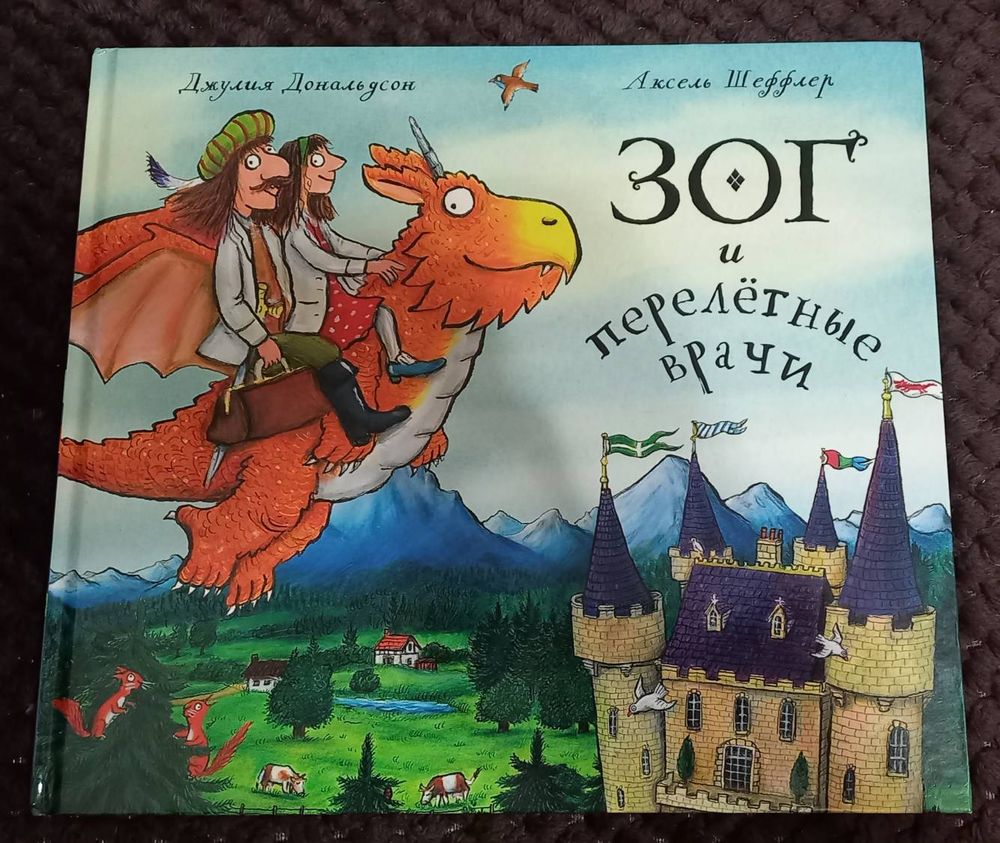 Джулия Дональдсон
Аксель Шеффлер
ЗОГ
и
перелётные
врачи